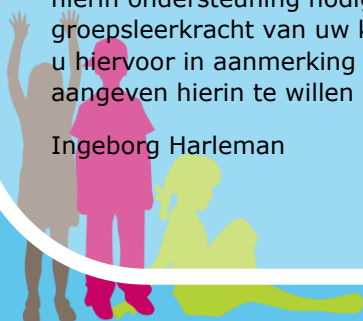 hierin ondersteuning nodig
groepsleerkracht van uw
u hiervoor in aanmerking
aangeven hierin te willen
Ingeborg Harleman